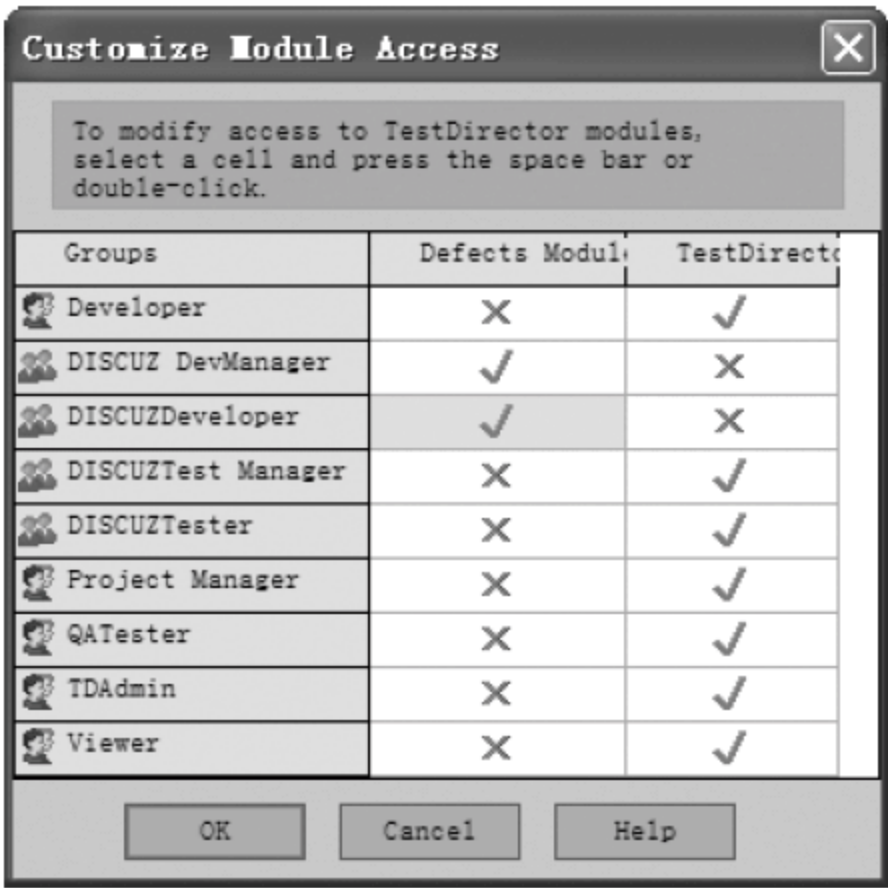 Customize Module Access
To modify access to TestDirector modules,
select a cell and press the space bar or
double-click.
Groups Defects Modul TestDirecto
Developer
DISCUZ DevManager
DISCUZDeveloper
DISCUZTest Manager
DISCUZTester
Project Manager
QATester
TDAdmin
Viewer
OK Cancel Help